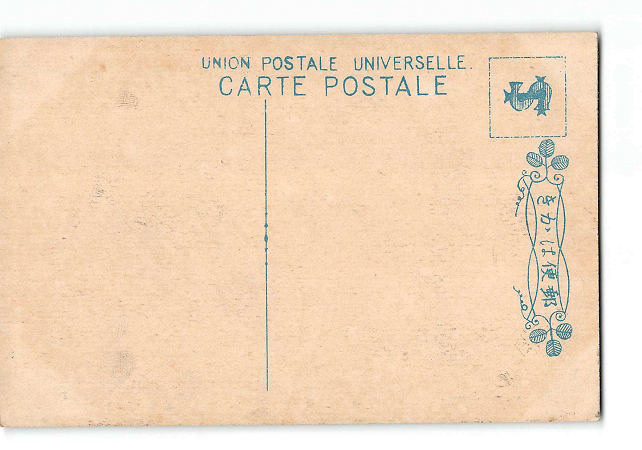 UNION POSTALE UNIVERSELLE.
CARTE POSTALE
郵便はかき